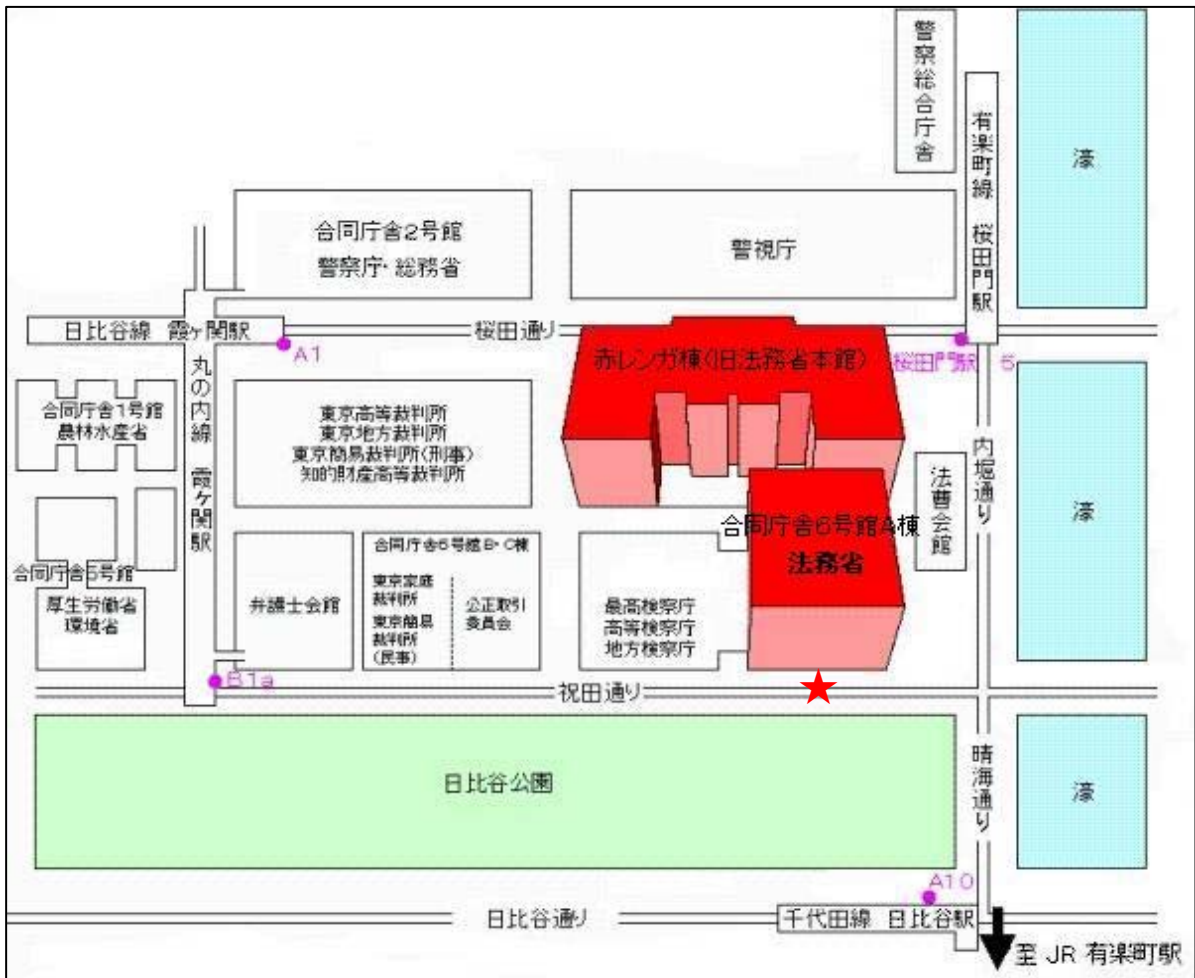 警察総合庁舎
有楽町線 桜田門駅
濠
合同庁舎2号館
警察庁・総務省
警視庁
日比谷線 霞ヶ関駅
A1
桜田通り
赤レンガ棟(旧法務省本館)
桜田門駅 5
丸の内線 霞ヶ関駅
合同庁舎1号館
農林水産省
東京高等裁判所
東京地方裁判所
東京簡易裁判所(刑事)
知的財産高等裁判所
内堀通り
法曹会館
濠
合同庁舎6号館A棟
法務省
合同庁舎5号館
厚生労働省
環境省
弁護士会館
合同庁舎6号館B・C棟
東京家庭
裁判所
東京簡易
裁判所
(民事)
公正取引
委員会
最高検察庁
高等検察庁
地方検察庁
B1a
祝田通り
日比谷公園
晴海通り
濠
A10
日比谷通り
千代田線 日比谷駅
至 JR 有楽町駅